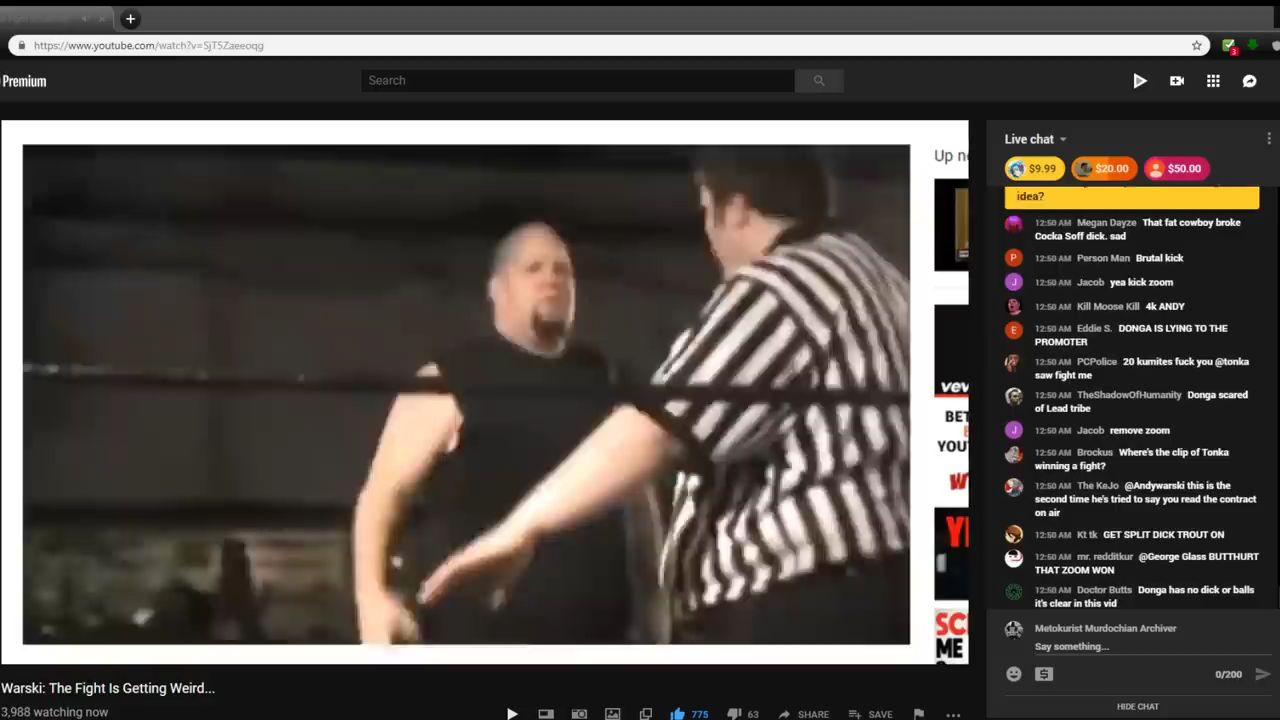 https://www.youtube.com/watch?v=SjT5Zaeeoqg
3
Premium
Search
Live chat
$9.99 $20.00 $50.00
idea?
12:50 AM Megan Dayze That fat cowboy broke
Cocka Soff dick. sad
12:50 AM Person Man Brutal kick
12:50 AM Jacob yea kick zoom
12:50 AM Kill Moose Kill 4k ANDY
12:50 AM Eddie S. DONGA IS LYING TO THE
PROMOTER
12:50 AM PCPolice 20 kumites fuck you @tonka
saw fight me
12:50 AM TheShadowOfHumanity Donga scared
of Lead tribe
12:50 AM Jacob remove zoom
12:50 AM Brockus Where's the clip of Tonka
winning a fight?
12:50 AM The KeJo @Andywarski this is the
second time he's tried to say you read the contract
on air
12:50 AM Kt tk GET SPLIT DICK TROUT ON
12:50 AM mr. redditkur @George Glass BUTTHURT
THAT ZOOM WON
12:50 AM Doctor Butts Donga has no dick or balls
it's clear in this vid
P
J
E
J
Metokurist Murdochian Archiver
Say something...
0/200
HIDE CHAT
Up n
vev
BET
YOU
W
YE
SC
ME
Warski: The Fight Is Getting Weird...
3,988 watching now
775 63 SHARE SAVE